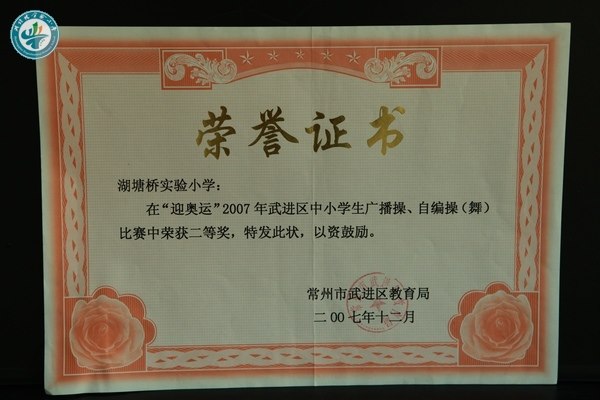 荣誉证书
湖塘桥实验小学：
在“迎奥运”2007年武进区中小学生广播操、自编操（舞）
比赛中荣获二等奖，特发此状，以资鼓励。
常州市武进区教育局
二00七年十二月